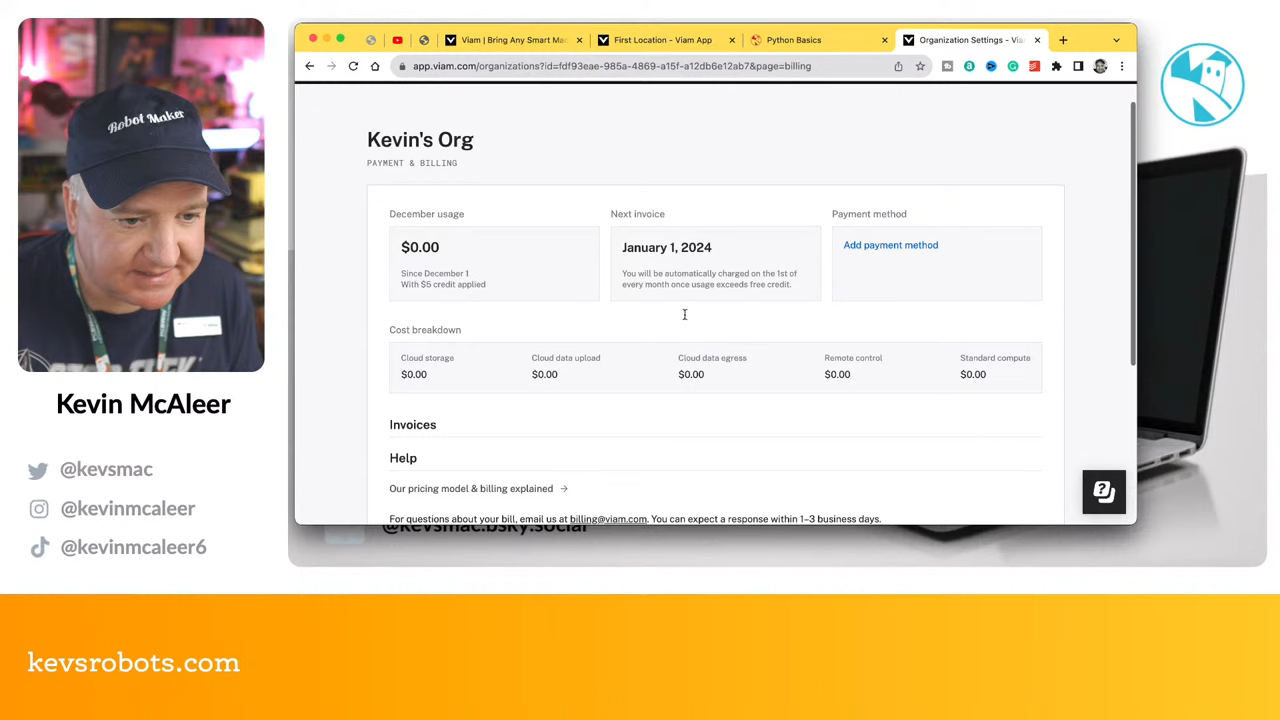 Robot Maker
Kevin McAleer
@kevsmac
@kevinmcaleer
@kevinmcaleer6
Viam | Bring Any Smart Ma
First Location - Viam App
Python Basics
Organization Settings - Via
app.viam.com/organizations?id=fdf93eae-985a-4869-a15f-a12db6e12ab7&page=billing
Kevin's Org
PAYMENT & BILLING
December usage
$0.00
Since December 1
With $5 credit applied
Next invoice
January 1, 2024
You will be automatically charged on the 1st of
every month once usage exceeds free credit.
Payment method
Add payment method
Cost breakdown
Cloud storage
$0.00
Cloud data upload
$0.00
Cloud data egress
$0.00
Remote control
$0.00
Standard compute
$0.00
Invoices
Help
Our pricing model & billing explained →
For questions about your bill, email us at billing@viam.com. You can expect a response within 1–3 business days.
@kevsmac.bsky.social
kevsrobots.com